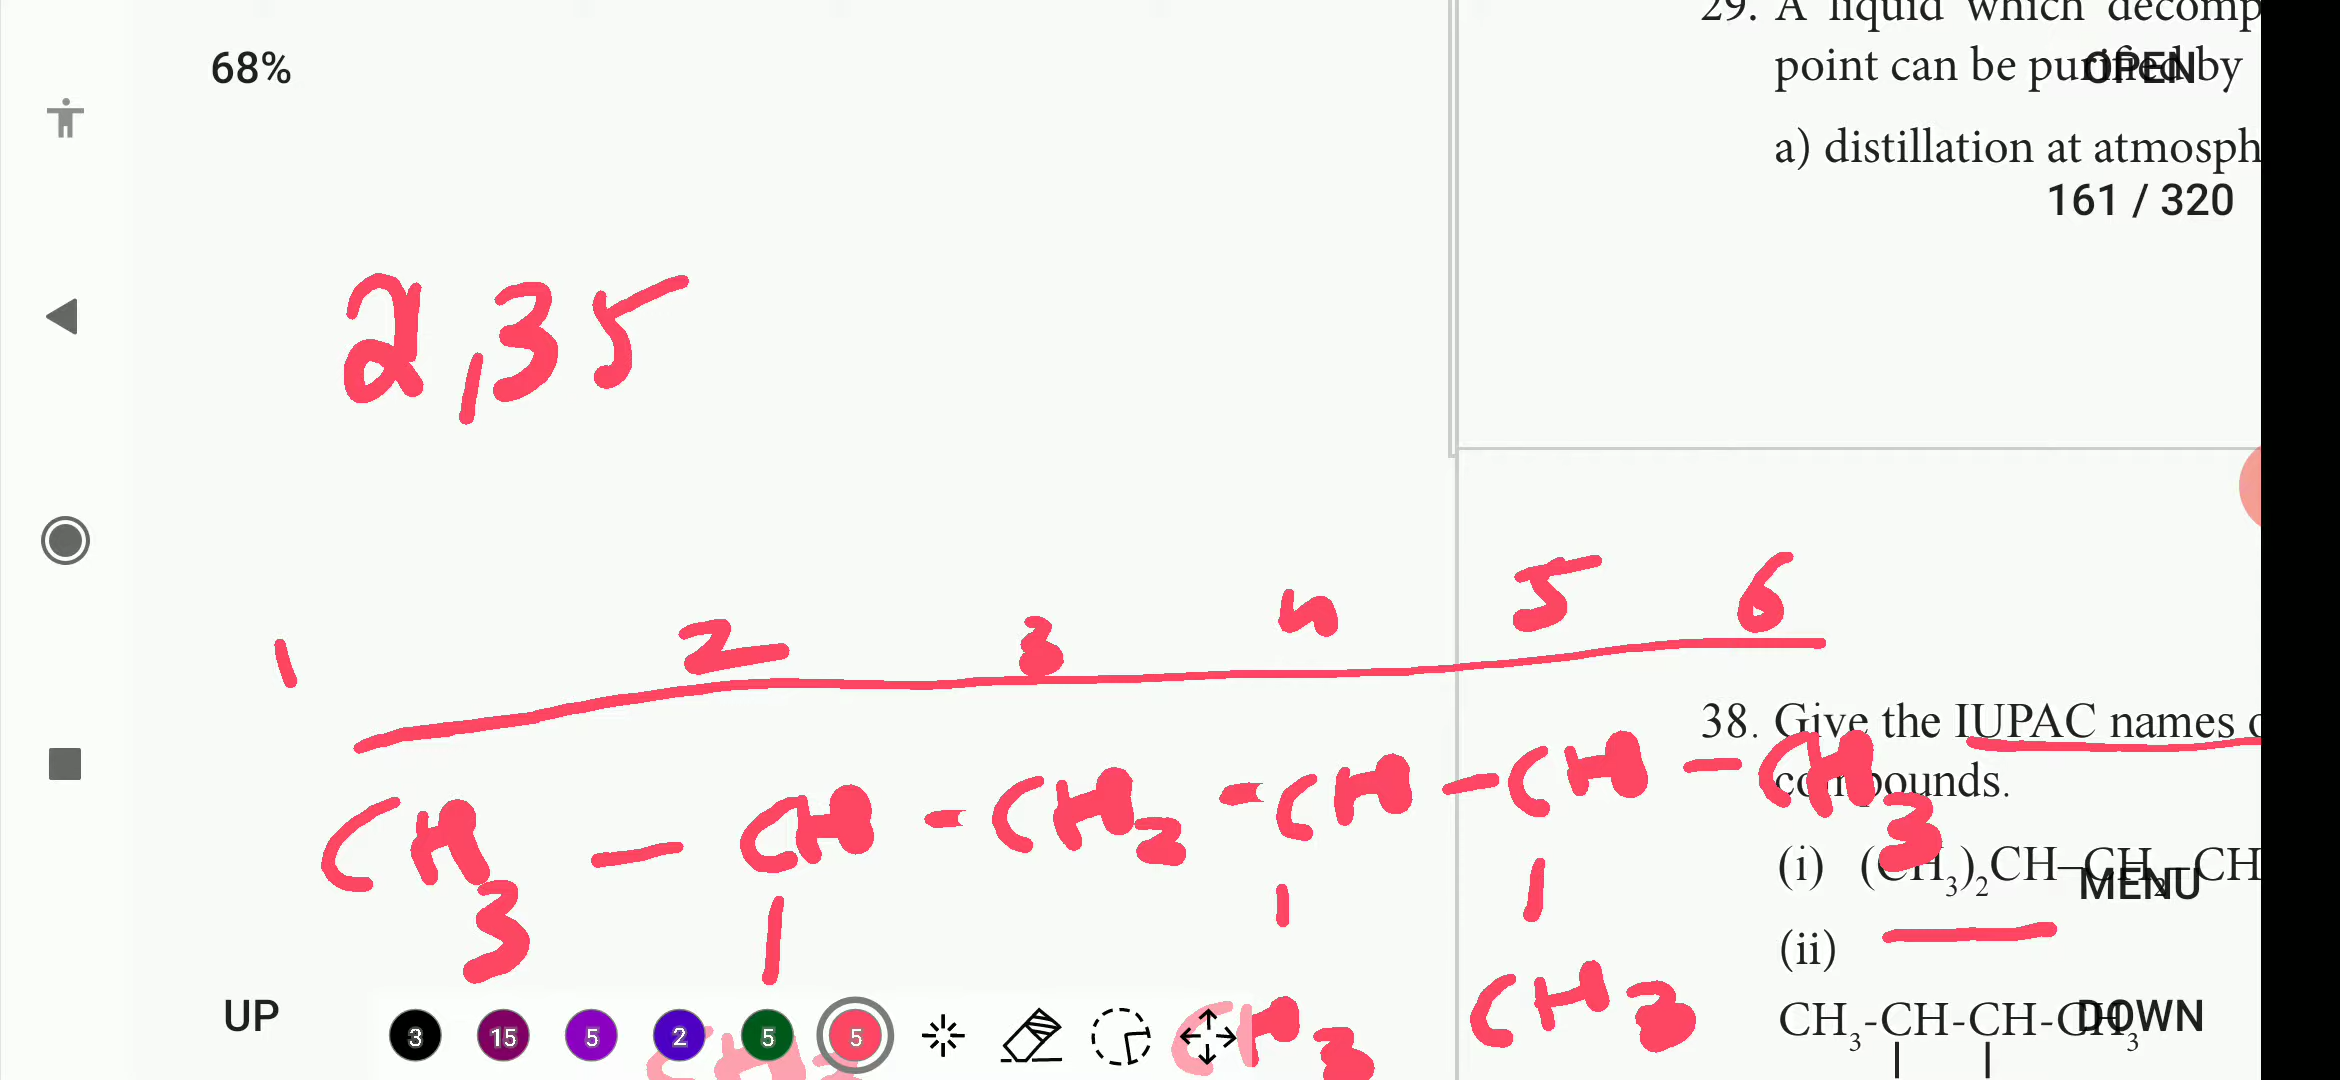 29. A liquid which decomp
68%
point can be purified by
OPEN
a) distillation at atmosph
161 / 320
2,35
1 2 3 4 5 6
38. Give the IUPAC names o
compounds.
CH3 — CH - CH2 - CH - CH - CH3
(i) (CH3)2CH–CH2–CH
MENU
(ii)
CH3 CH3 CH3
UP
3 15 5 2 5 5
CH3-CH-CH-CH3
DOWN